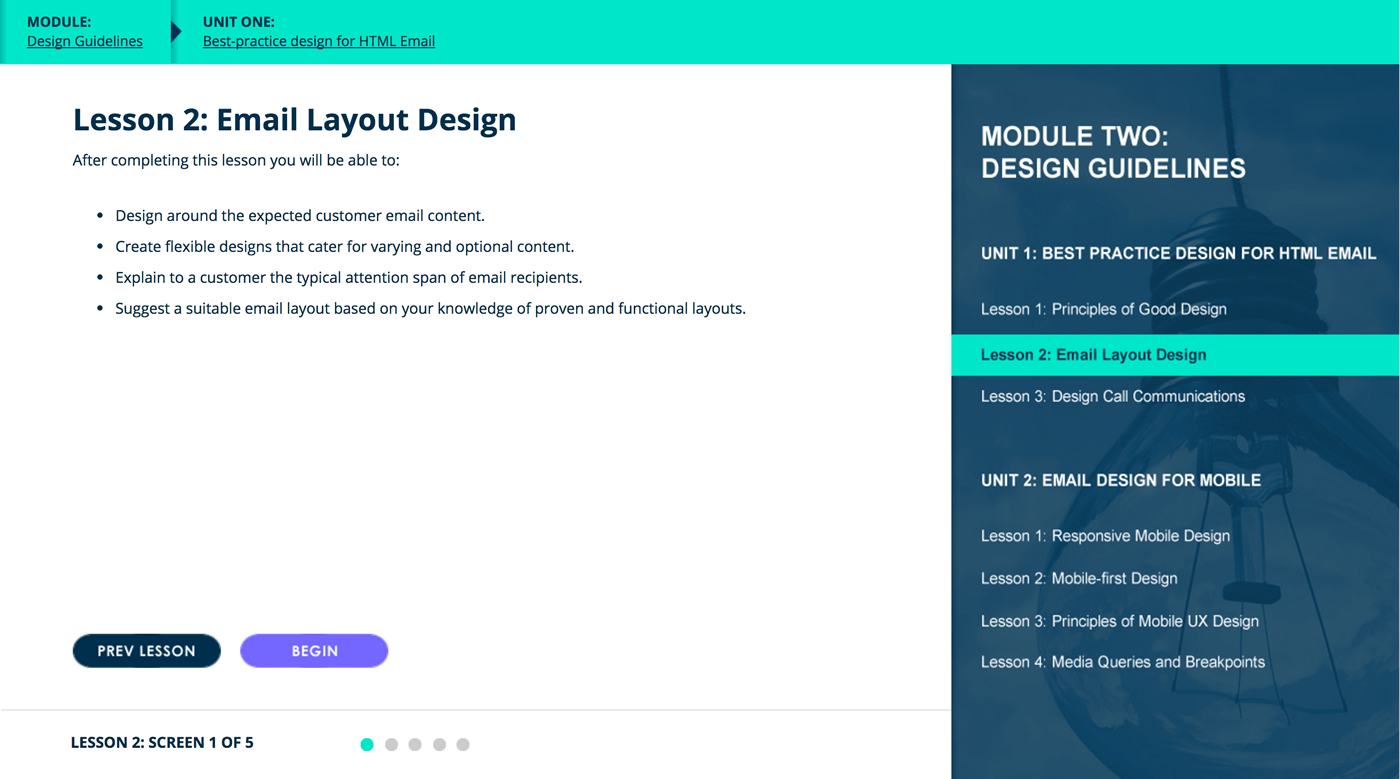 MODULE:
Design Guidelines
UNIT ONE:
Best-practice design for HTML Email
Lesson 2: Email Layout Design
After completing this lesson you will be able to:
Design around the expected customer email content.
Create flexible designs that cater for varying and optional content.
Explain to a customer the typical attention span of email recipients.
Suggest a suitable email layout based on your knowledge of proven and functional layouts.
PREV LESSON
BEGIN
LESSON 2: SCREEN 1 OF 5
MODULE TWO:
DESIGN GUIDELINES
UNIT 1: BEST PRACTICE DESIGN FOR HTML EMAIL
Lesson 1: Principles of Good Design
Lesson 2: Email Layout Design
Lesson 3: Design Call Communications
UNIT 2: EMAIL DESIGN FOR MOBILE
Lesson 1: Responsive Mobile Design
Lesson 2: Mobile-first Design
Lesson 3: Principles of Mobile UX Design
Lesson 4: Media Queries and Breakpoints